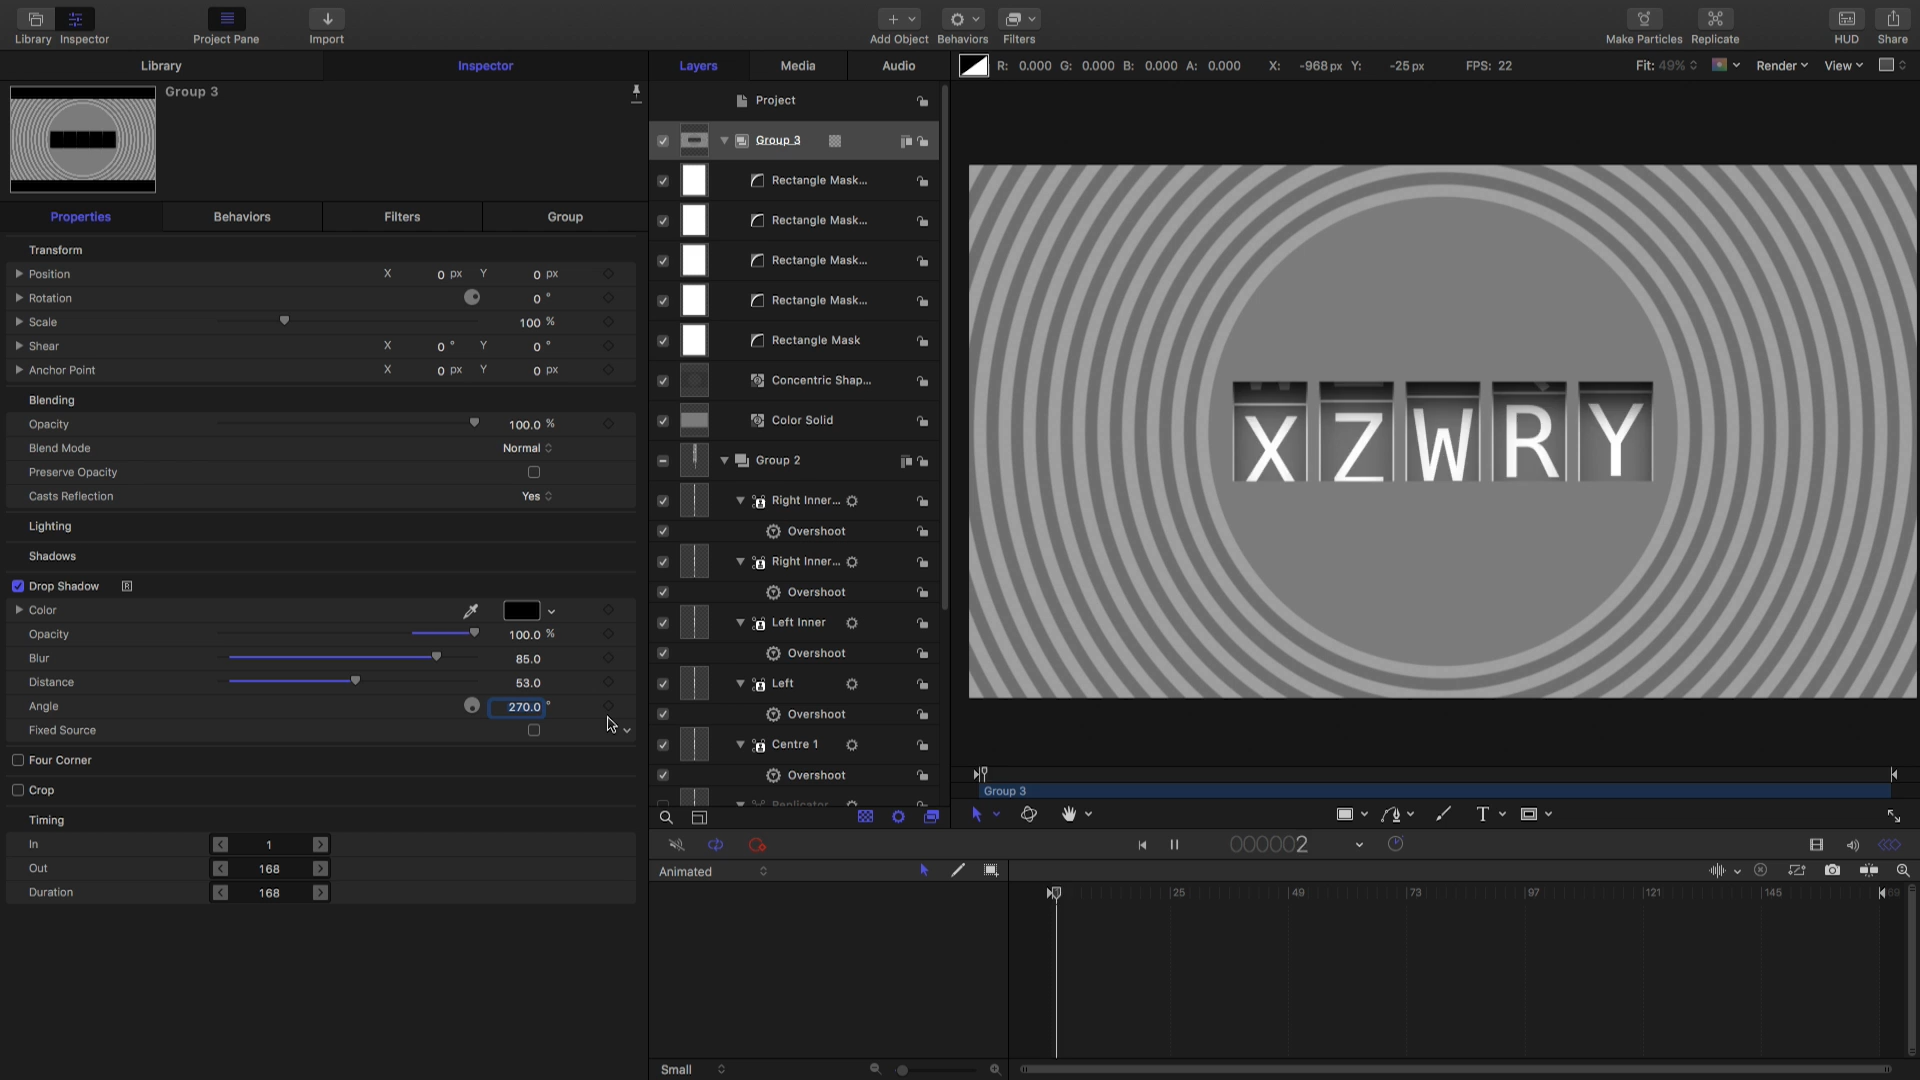 Library Inspector Project Pane Import Add Object Behaviors Filters Make Particles Replicate HUD Share
Library Inspector Layers Media Audio R: 0.000 G: 0.000 B: 0.000 A: 0.000 X: -968 px Y: -25 px FPS: 22 Fit: 49% Render View
Group 3
Project
Group 3
Rectangle Mask...
Properties Behaviors Filters Group
Rectangle Mask...
Transform
Position X 0 px Y 0 px
Rectangle Mask...
Rotation 0 °
Rectangle Mask...
Scale 100 %
Rectangle Mask
Shear X 0 ° Y 0 °
Anchor Point X 0 px Y 0 px
Concentric Shap...
Blending
Opacity 100.0 %
Color Solid
Blend Mode Normal
X Z W R Y
Group 2
Preserve Opacity
Casts Reflection Yes
Right Inner...
Lighting
Overshoot
Shadows
Right Inner...
Drop Shadow R
Overshoot
Color
Left Inner
Opacity 100.0 %
Overshoot
Blur 85.0
Distance 53.0
Left
Angle 270.0 °
Overshoot
Fixed Source
Centre 1
Four Corner
Overshoot
Crop
Replicator
Group 3
Timing
T
In 1
000002
Out 168
Animated
Duration 168
25 49 73 97 121 145 169
Small